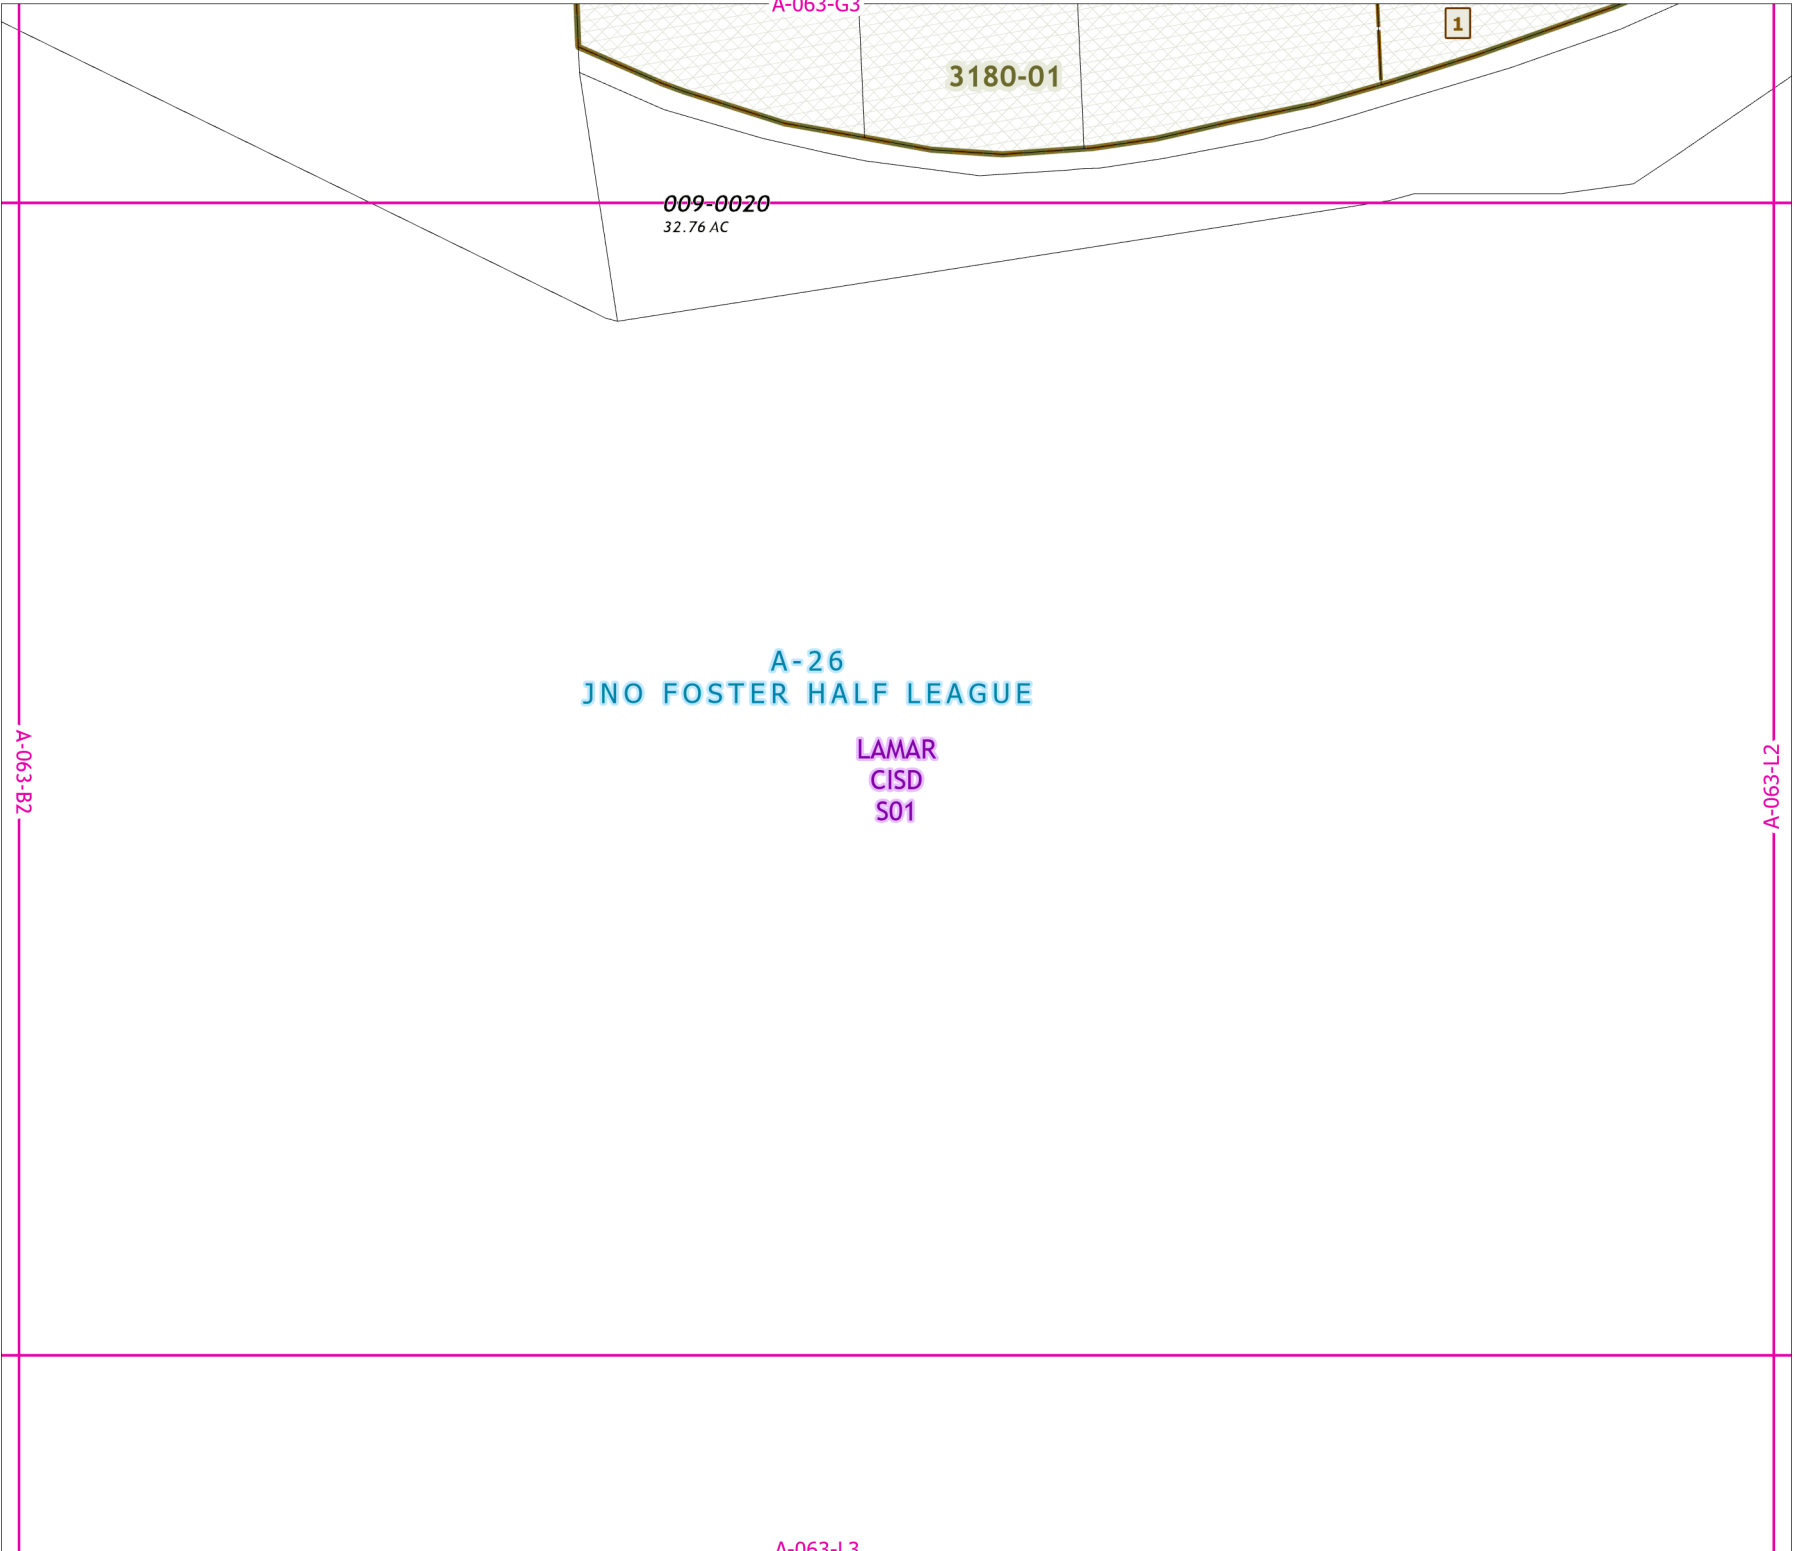 A-063-G3
1
3180-01
009-0020
32.76 AC
A-26
JNO FOSTER HALF LEAGUE
LAMAR
CISD
S01
A-063-B2
A-063-L2
A-063-L3